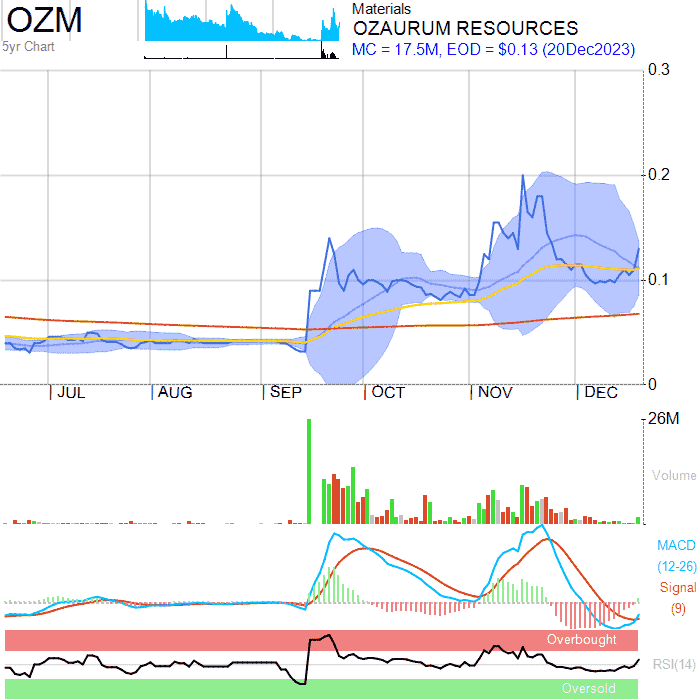 OZM
5yr Chart
Materials
OZAURUM RESOURCES
MC = 17.5M, EOD = $0.13 (20Dec2023)
0.3
0.2
0.1
0
JUL AUG SEP OCT NOV DEC
26M
Volume
MACD
(12-26)
Signal
(9)
Overbought
RSI(14)
Oversold